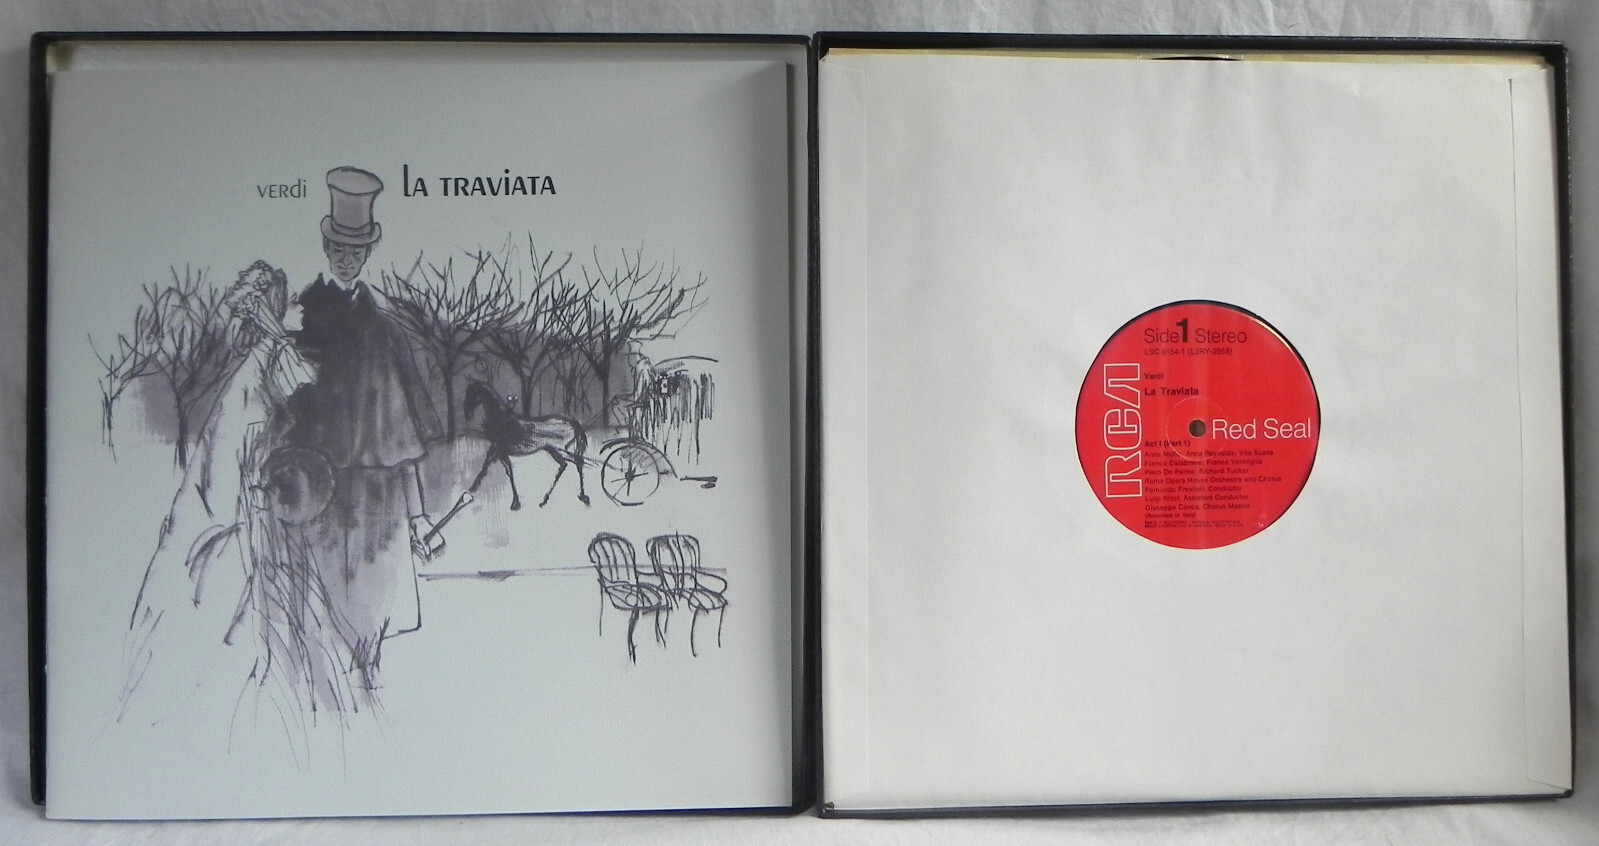 VERdi LA TRAViATA
Side 1 Stereo
LSC 6154-1 (L2RY-2558)
Verdi
La Traviata
RCA
Red Seal
Act I (Part 1)
Anna Moffo, Anna Reynolds, Vito Susca
Franco Calabrese, Franco Ventriglia
Piero De Palma, Richard Tucker
Rome Opera House Orchestra and Chorus
Fernando Previtali, Conductor
Luigi Ricci, Assistant Conductor
Giuseppe Conca, Chorus Master
(Recorded in Italy)